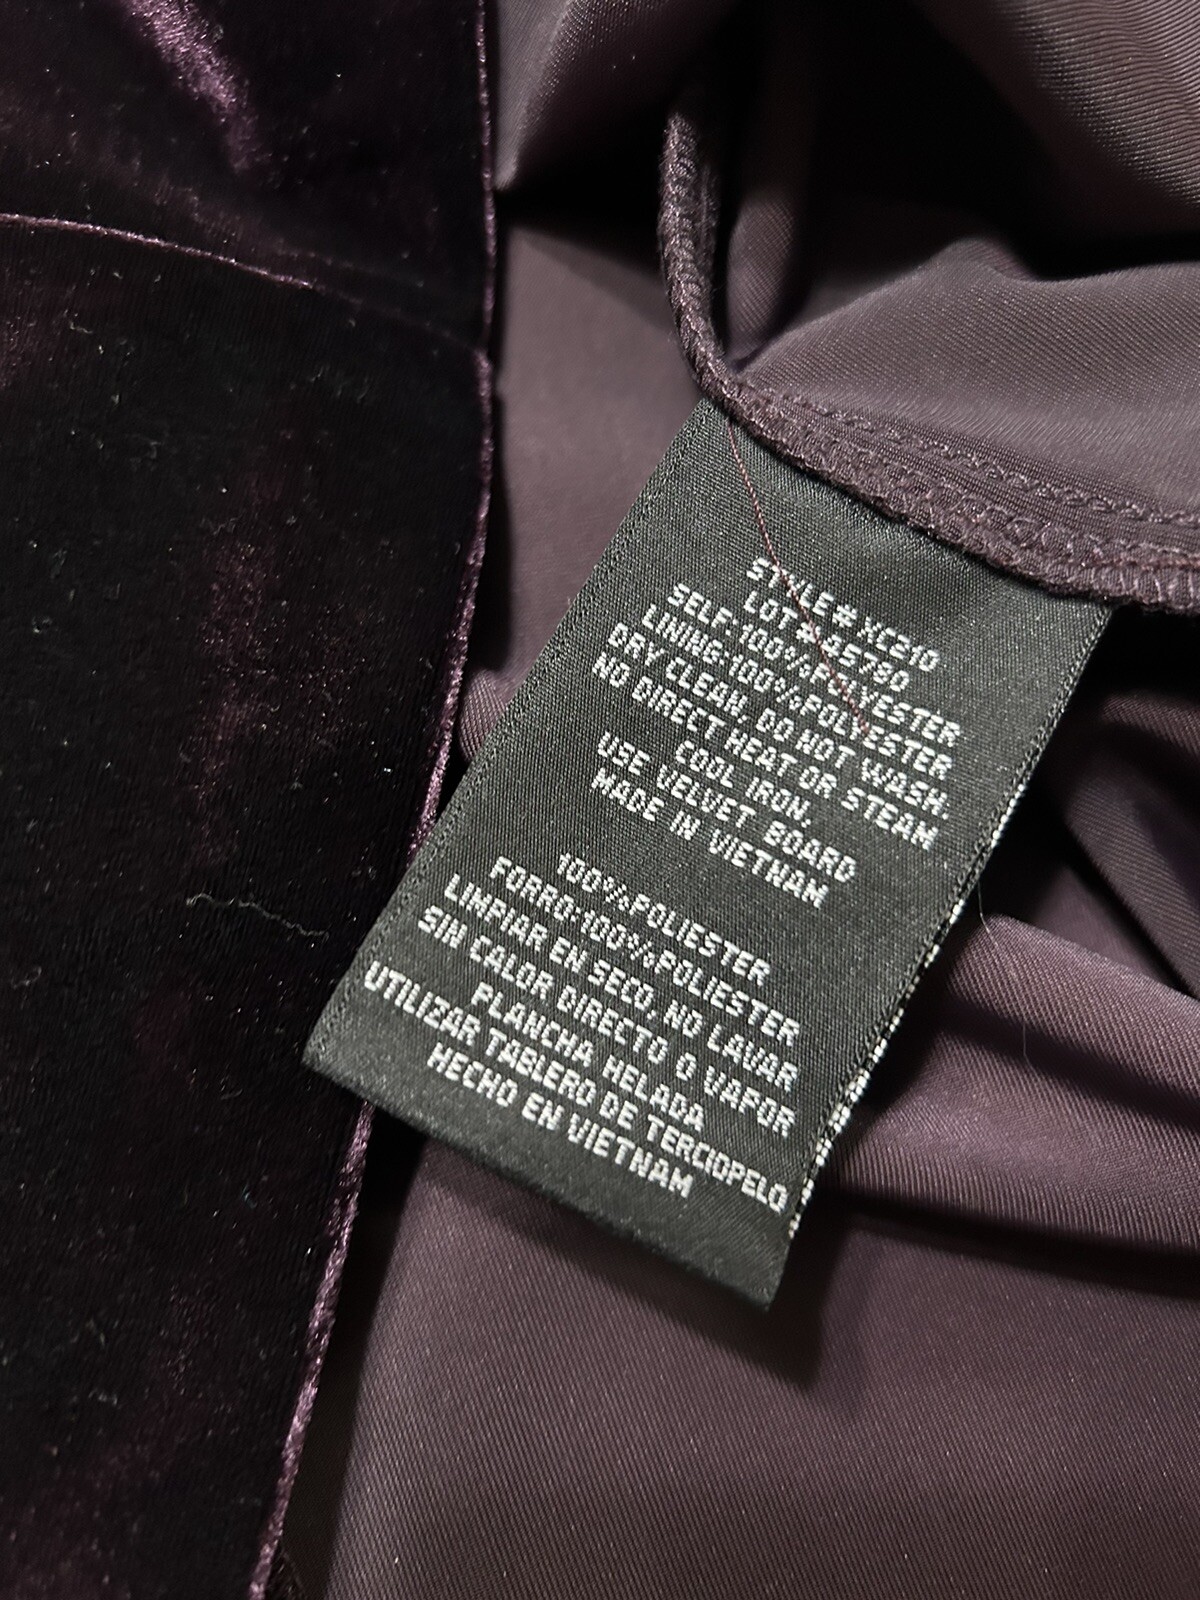 STYLE# XC210
LOT # 45780
SELF:100%POLYESTER
LINING:100%POLYESTER
DRY CLEAN, DO NOT WASH.
NO DIRECT HEAT OR STEAM
COOL IRON,
USE VELVET BOARD
MADE IN VIETNAM
100%POLIESTER
FORRO:100%POLIESTER
LIMPIAR EN SECO, NO LAVAR
SIN CALOR DIRECTO O VAPOR
PLANCHA HELADA
UTILIZAR TABLERO DE TERCIOPELO
HECHO EN VIETNAM